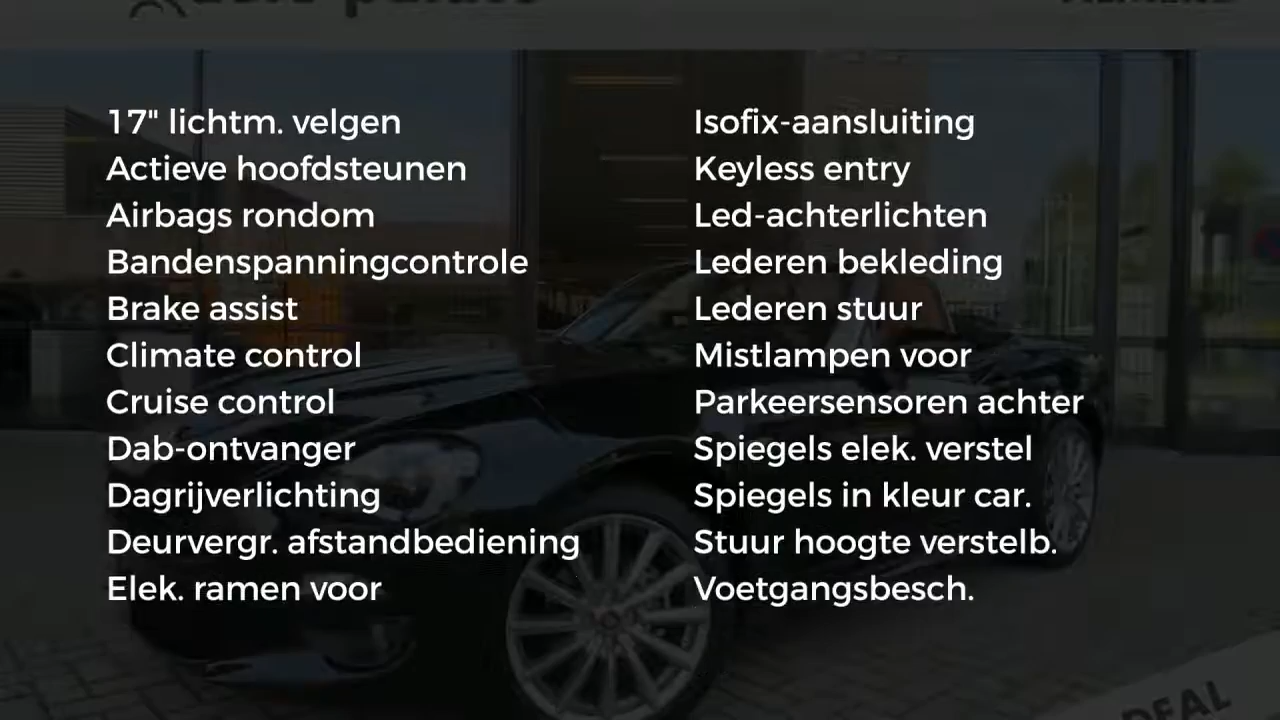 17" lichtm. velgen
Actieve hoofdsteunen
Airbags rondom
Bandenspanningcontrole
Brake assist
Climate control
Cruise control
Dab-ontvanger
Dagrijverlichting
Deurvergr. afstandbediening
Elek. ramen voor
Isofix-aansluiting
Keyless entry
Led-achterlichten
Lederen bekleding
Lederen stuur
Mistlampen voor
Parkeersensoren achter
Spiegels elek. verstel
Spiegels in kleur car.
Stuur hoogte verstelb.
Voetgangsbesch.
DEAL